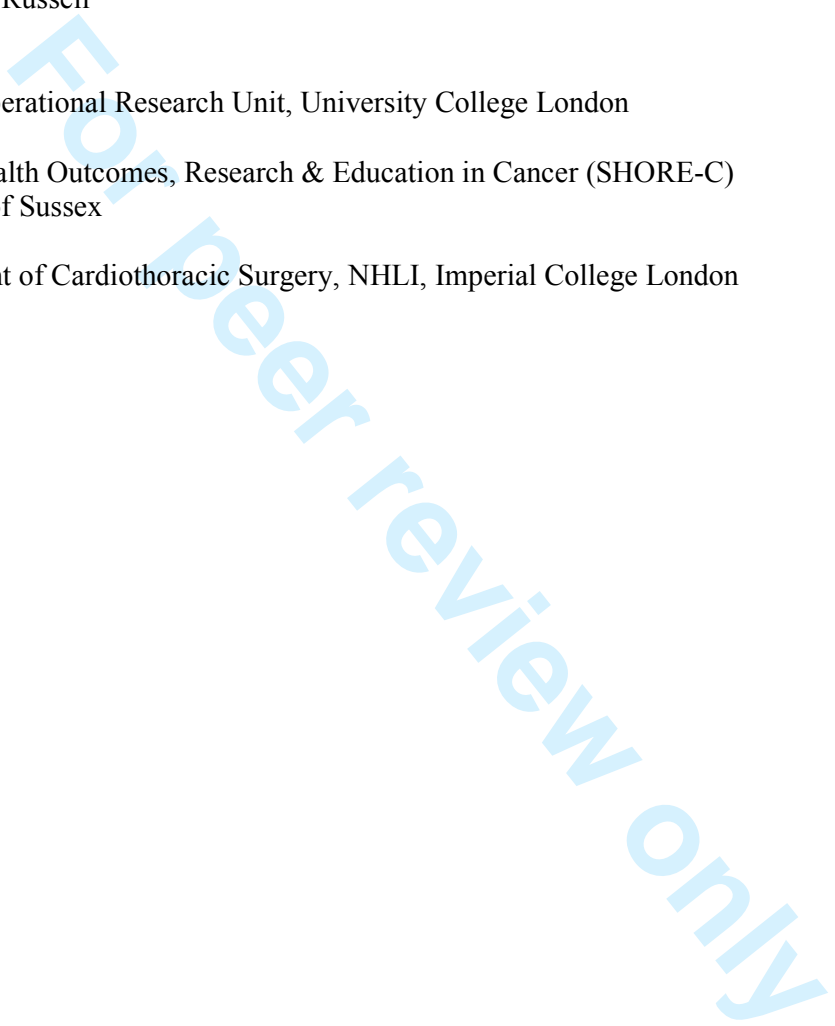 Russell
erational Research Unit, University College London
alth Outcomes, Research & Education in Cancer (SHORE-C)
f Sussex
t of Cardiothoracic Surgery, NHLI, Imperial College London
For peer review only